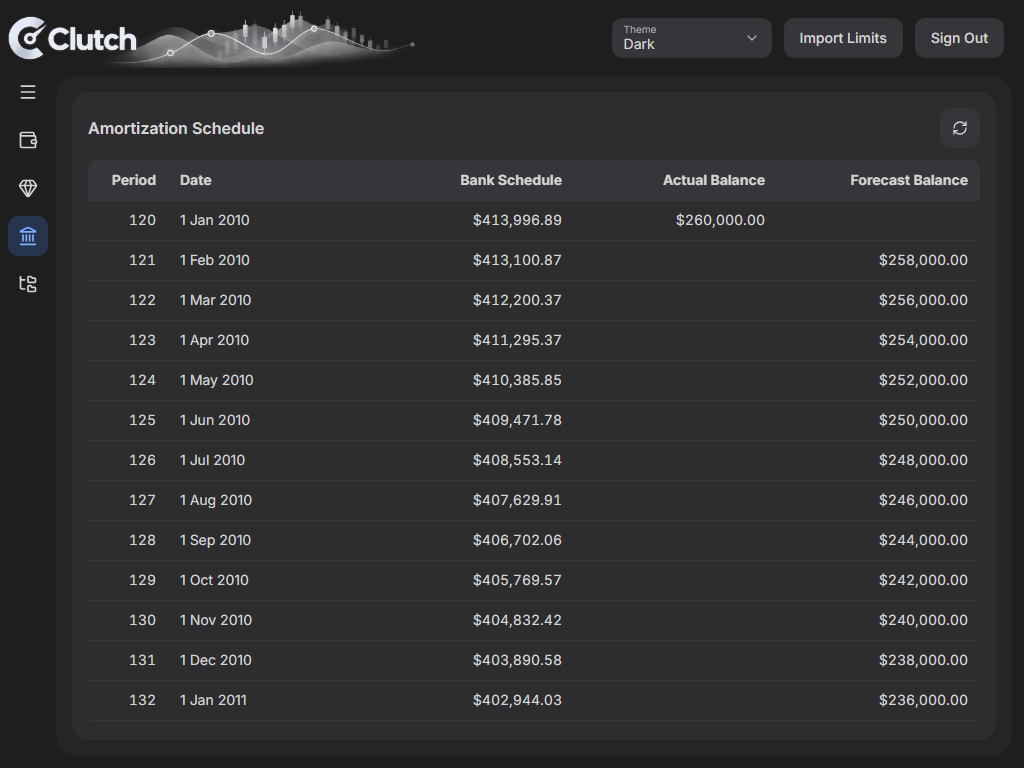 Clutch
Theme
Dark
Import Limits
Sign Out
Amortization Schedule
Period Date Bank Schedule Actual Balance Forecast Balance
120 1 Jan 2010 $413,996.89 $260,000.00
121 1 Feb 2010 $413,100.87 $258,000.00
122 1 Mar 2010 $412,200.37 $256,000.00
123 1 Apr 2010 $411,295.37 $254,000.00
124 1 May 2010 $410,385.85 $252,000.00
125 1 Jun 2010 $409,471.78 $250,000.00
126 1 Jul 2010 $408,553.14 $248,000.00
127 1 Aug 2010 $407,629.91 $246,000.00
128 1 Sep 2010 $406,702.06 $244,000.00
129 1 Oct 2010 $405,769.57 $242,000.00
130 1 Nov 2010 $404,832.42 $240,000.00
131 1 Dec 2010 $403,890.58 $238,000.00
132 1 Jan 2011 $402,944.03 $236,000.00